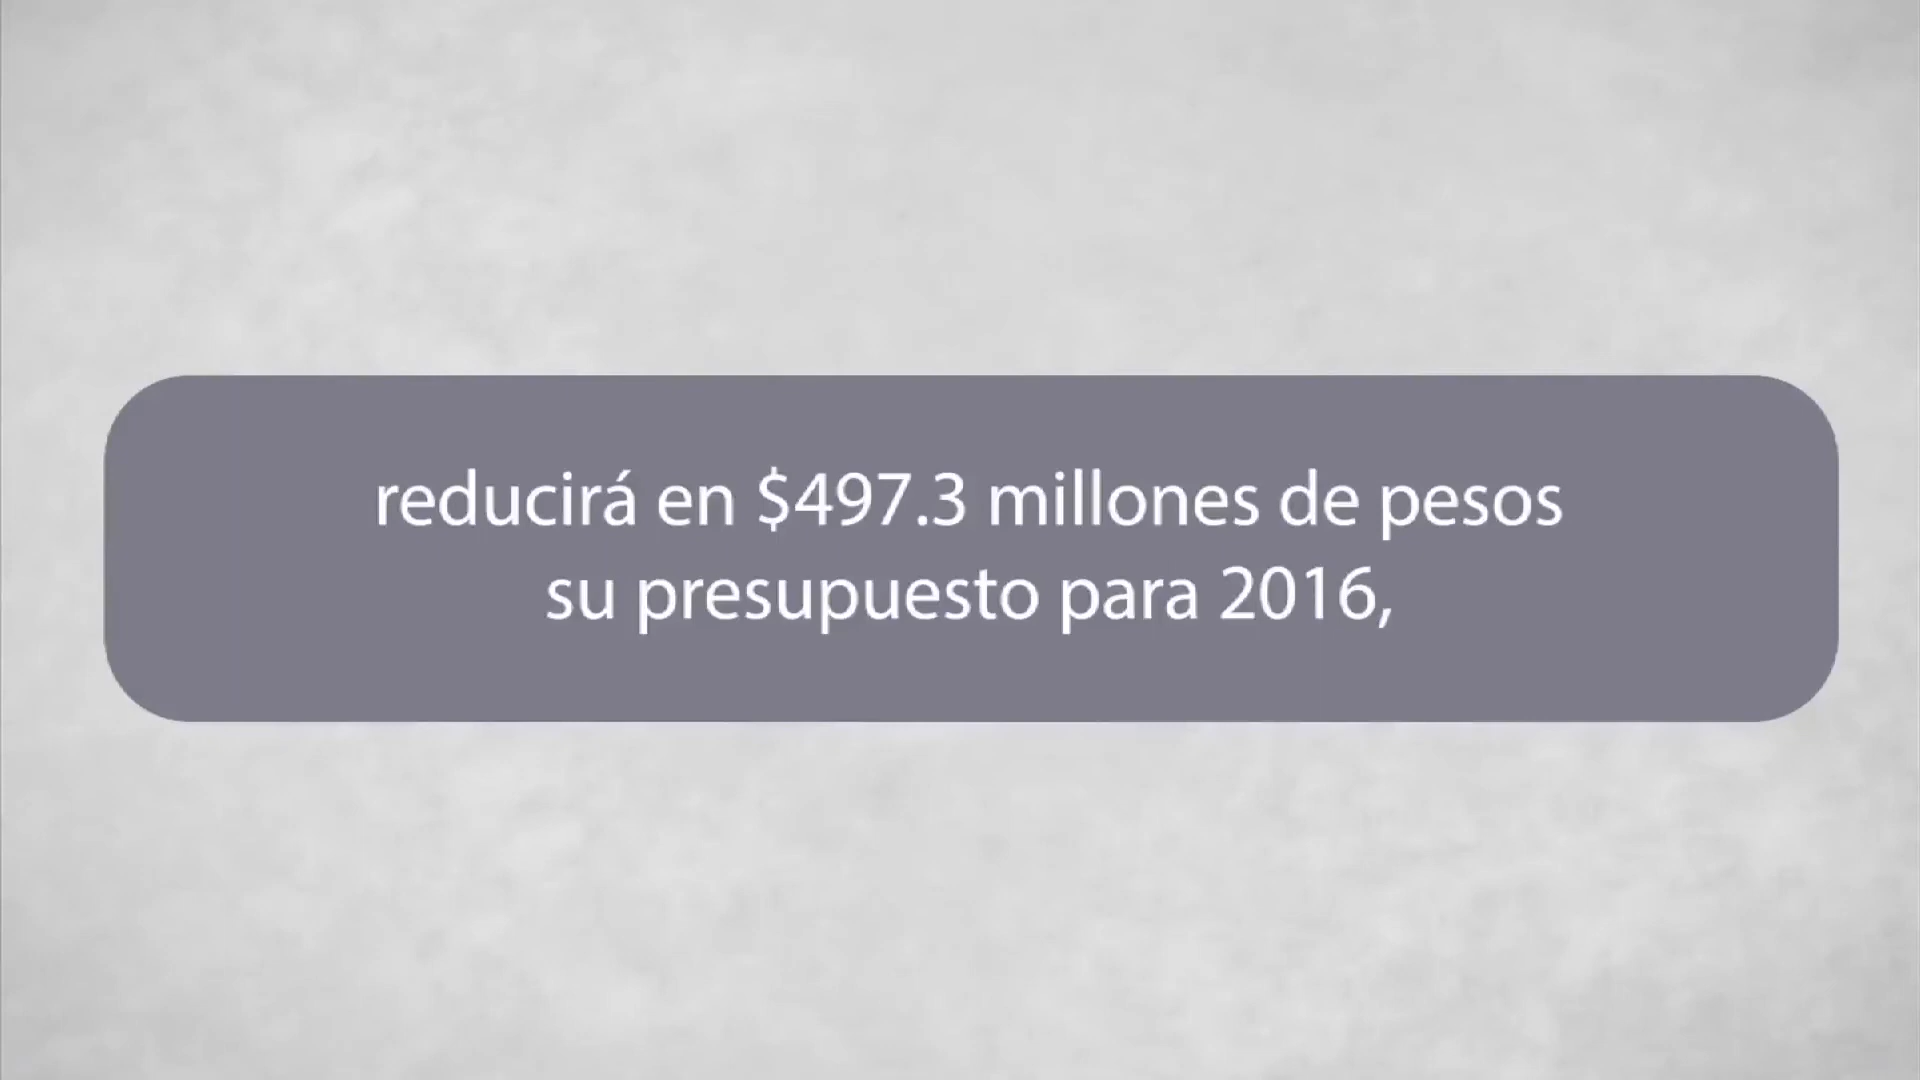 reducirá en $497.3 millones de pesos
su presupuesto para 2016,